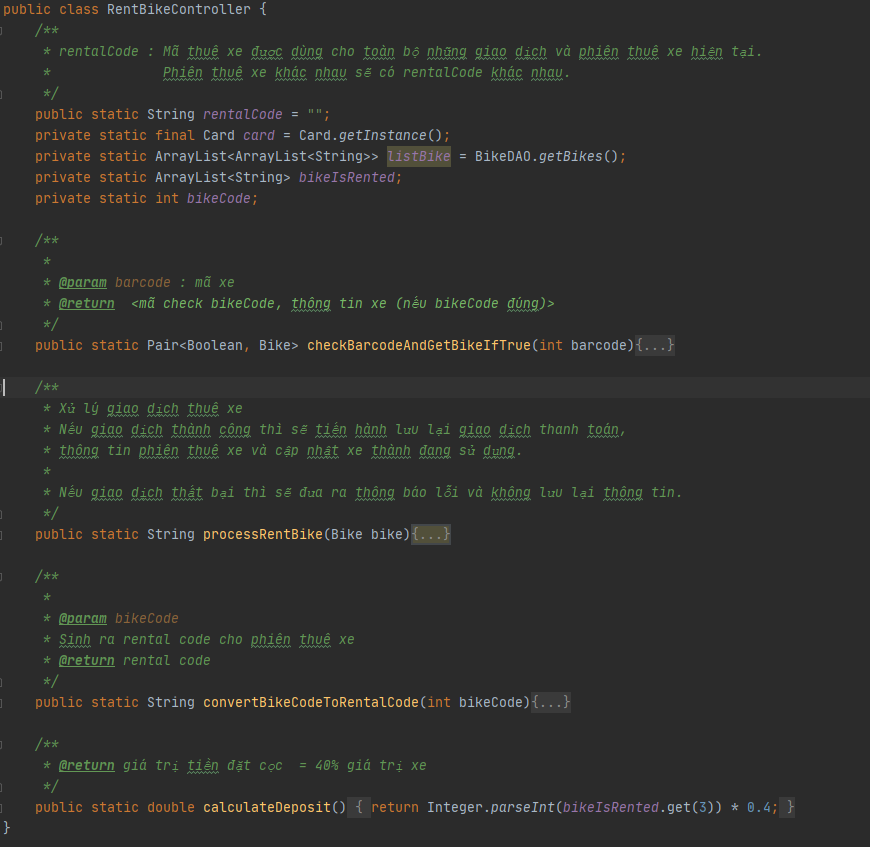 public class RentBikeController {
/**
* rentalCode : Mã thuê xe được dùng cho toàn bộ những giao dịch và phiên thuê xe hiện tại.
* Phiên thuê xe khác nhau sẽ có rentalCode khác nhau.
*/
public static String rentalCode = "";
private static final Card card = Card.getInstance();
private static ArrayList<ArrayList<String>> listBike = BikeDAO.getBikes();
private static ArrayList<String> bikeIsRented;
private static int bikeCode;
/**
*
* @param barcode : mã xe
* @return <mã check bikeCode, thông tin xe (nếu bikeCode đúng)>
*/
public static Pair<Boolean, Bike> checkBarcodeAndGetBikeIfTrue(int barcode){...}
/**
* Xử lý giao dịch thuê xe
* Nếu giao dịch thành công thì sẽ tiến hành lưu lại giao dịch thanh toán,
* thông tin phiên thuê xe và cập nhật xe thành đang sử dụng.
*
* Nếu giao dịch thất bại thì sẽ đưa ra thông báo lỗi và không lưu lại thông tin.
*/
public static String processRentBike(Bike bike){...}
/**
*
* @param bikeCode
* Sinh ra rental code cho phiên thuê xe
* @return rental code
*/
public static String convertBikeCodeToRentalCode(int bikeCode){...}
/**
* @return giá trị tiền đặt cọc = 40% giá trị xe
*/
public static double calculateDeposit() { return Integer.parseInt(bikeIsRented.get(3)) * 0.4; }
}